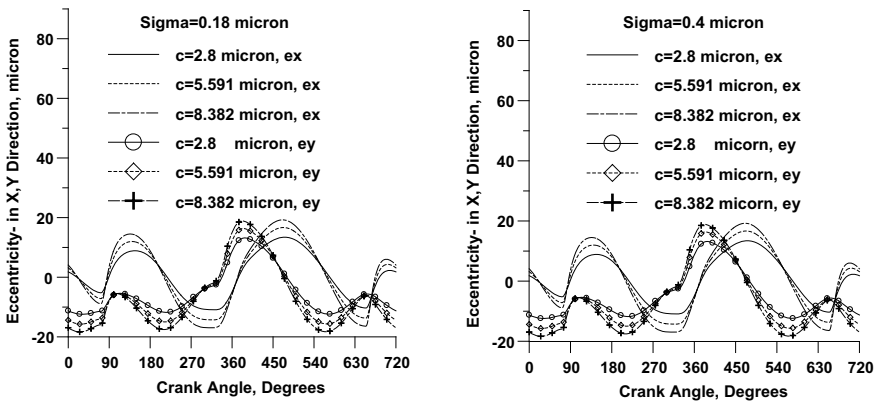 Sigma=0.18 micron
c=2.8 micron, ex
c=5.591 micron, ex
c=8.382 micron, ex
c=2.8 micron, ey
c=5.591 micron, ey
c=8.382 micron, ey
Eccentricity- in X,Y Direction, micron
80
60
40
20
0
-20
0 90 180 270 360 450 540 630 720
Crank Angle, Degrees
Sigma=0.4 micron
c=2.8 micron, ex
c=5.591 micron, ex
c=8.382 micron, ex
c=2.8 micorn, ey
c=5.591 micorn, ey
c=8.382 micorn, ey
Eccentricity- in X,Y Direction, micron
80
60
40
20
0
-20
0 90 180 270 360 450 540 630 720
Crank Angle, Degrees